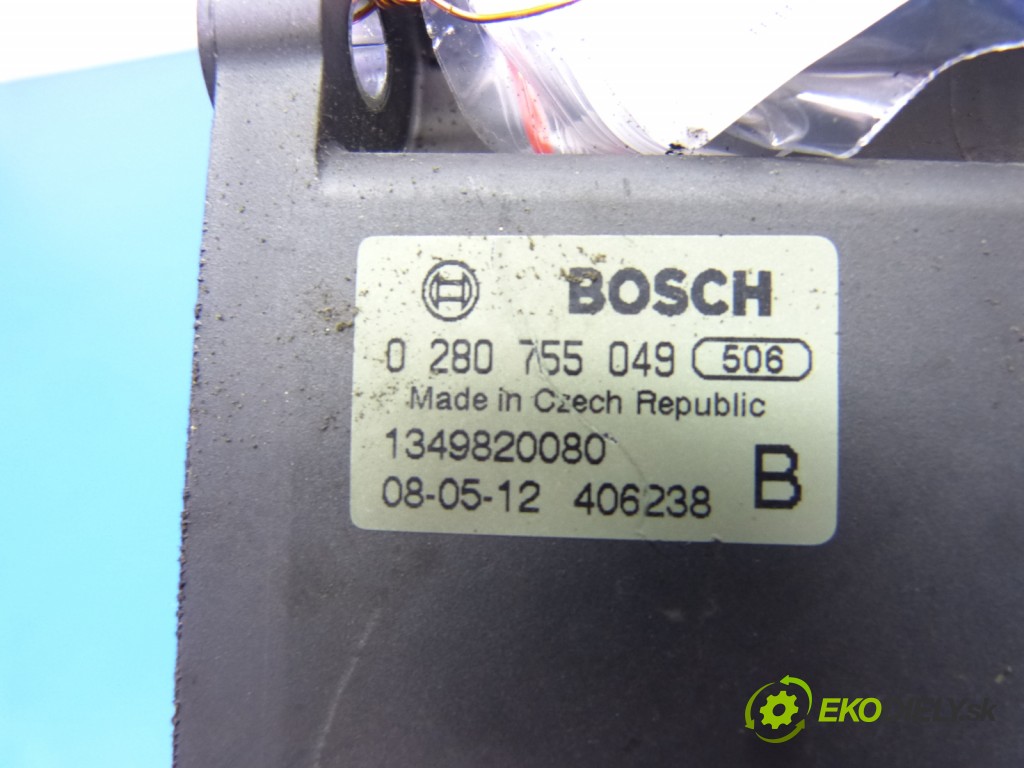 BOSCH
0 280 755 049 506
Made in Czech Republic
1349820080
08-05-12 406238 B
EKO